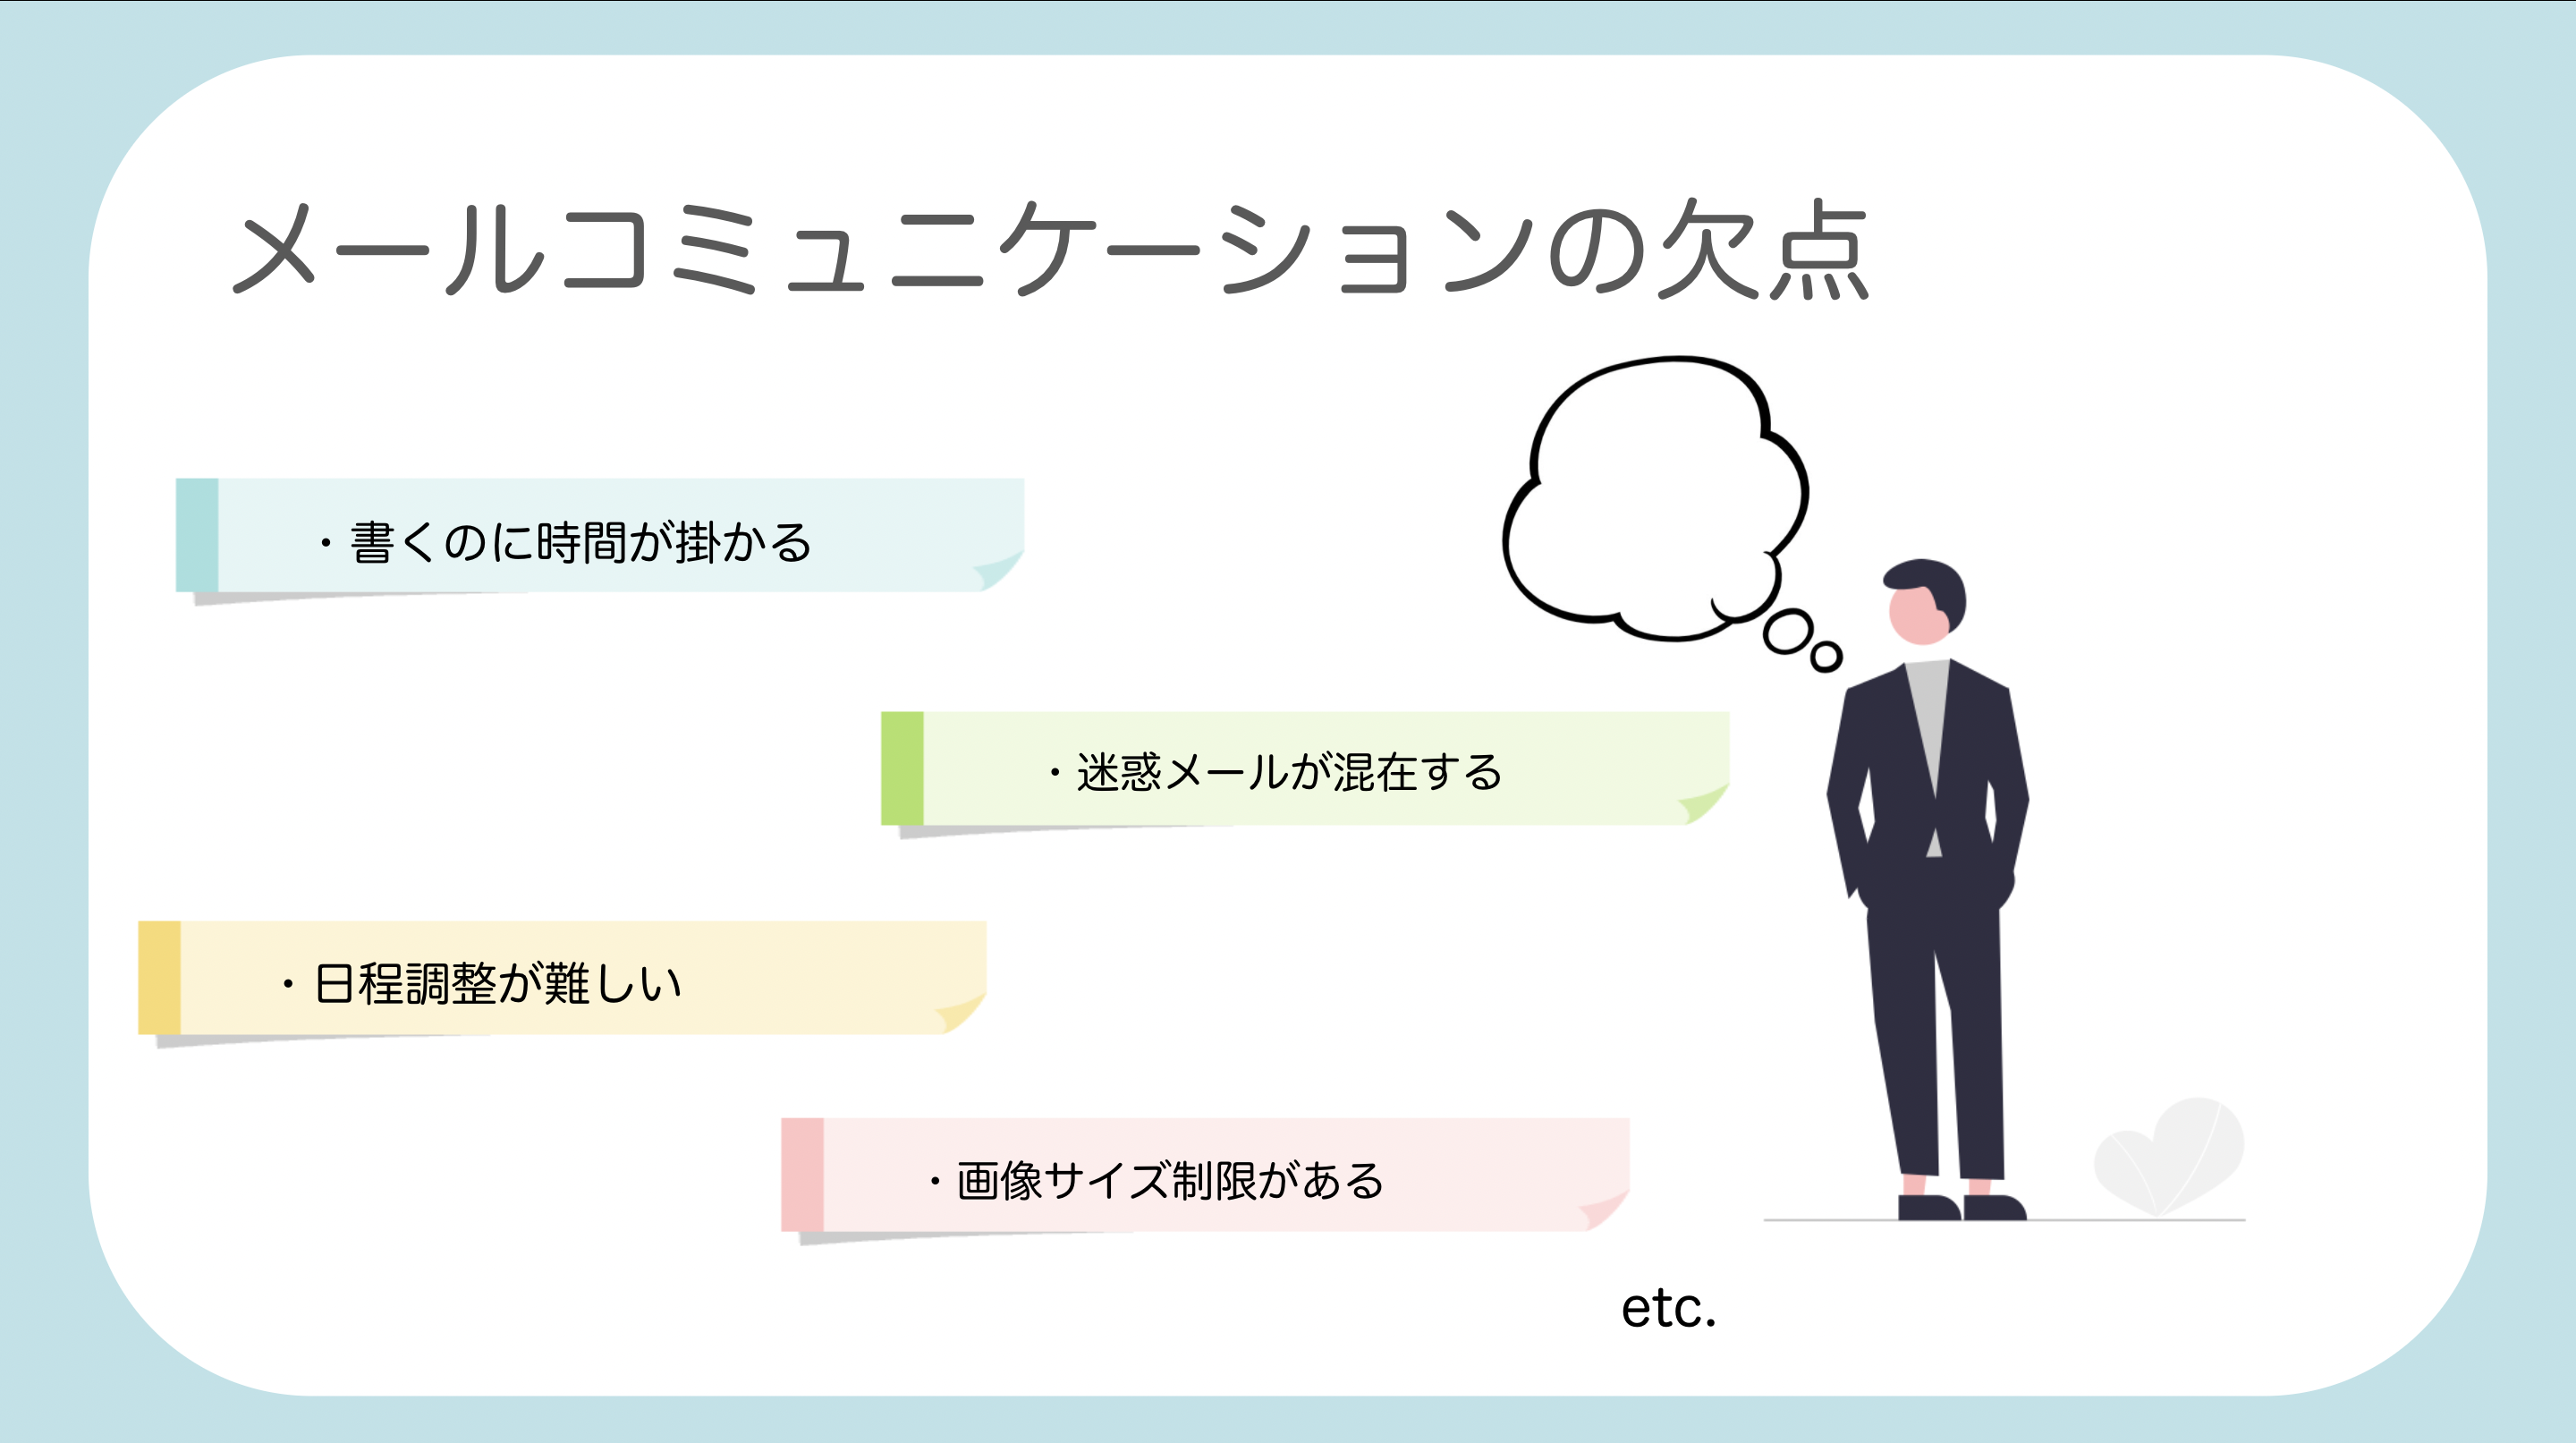 メールコミュニケーションの欠点
・書くのに時間が掛かる
・迷惑メールが混在する
・日程調整が難しい
・画像サイズ制限がある
etc.